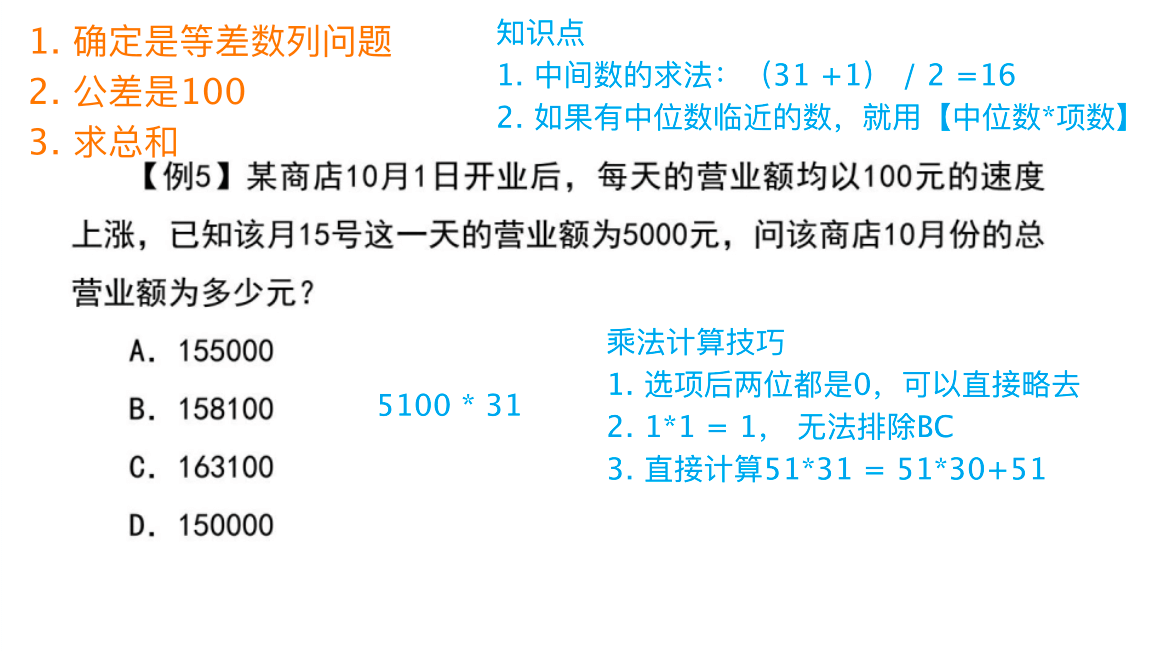 1. 确定是等差数列问题
2. 公差是100
3. 求总和
知识点
1. 中间数的求法：（31 +1） / 2 =16
2. 如果有中位数临近的数，就用【中位数*项数】
【例5】某商店10月1日开业后，每天的营业额均以100元的速度
上涨，已知该月15号这一天的营业额为5000元，问该商店10月份的总
营业额为多少元？
A. 155000
B. 158100
C. 163100
D. 150000
5100 * 31
乘法计算技巧
1. 选项后两位都是0，可以直接略去
2. 1*1 = 1， 无法排除BC
3. 直接计算51*31 = 51*30+51